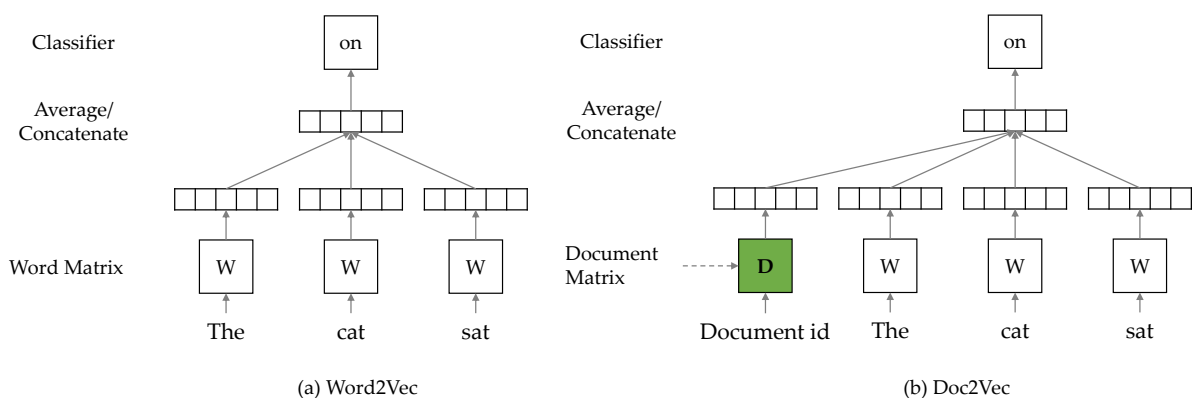 Classifier
on
Average/
Concatenate
Word Matrix
W
W
W
The
cat
sat
(a) Word2Vec
Classifier
on
Average/
Concatenate
Document
Matrix
D
W
W
W
Document id
The
cat
sat
(b) Doc2Vec